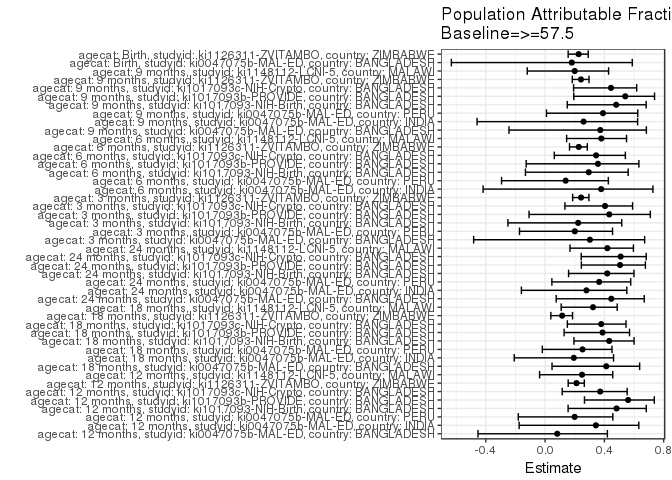 Population Attributable Fracti
Baseline=>=57.5
agecat: Birth, studyid: ki1126311-ZVITAMBO, country: ZIMBABWE
agecat: Birth, studyid: ki0047075b-MAL-ED, country: BANGLADESH
agecat: 9 months, studyid: ki1148112-LCNI-5, country: MALAWI
agecat: 9 months, studyid: ki1126311-ZVITAMBO, country: ZIMBABWE
agecat: 9 months, studyid: ki1017093c-NIH-Crypto, country: BANGLADESH
agecat: 9 months, studyid: ki1017093b-PROVIDE, country: BANGLADESH
agecat: 9 months, studyid: ki1017093-NIH-Birth, country: BANGLADESH
agecat: 9 months, studyid: ki0047075b-MAL-ED, country: PERU
agecat: 9 months, studyid: ki0047075b-MAL-ED, country: INDIA
agecat: 9 months, studyid: ki0047075b-MAL-ED, country: BANGLADESH
agecat: 6 months, studyid: ki1148112-LCNI-5, country: MALAWI
agecat: 6 months, studyid: ki1126311-ZVITAMBO, country: ZIMBABWE
agecat: 6 months, studyid: ki1017093c-NIH-Crypto, country: BANGLADESH
agecat: 6 months, studyid: ki1017093b-PROVIDE, country: BANGLADESH
agecat: 6 months, studyid: ki1017093-NIH-Birth, country: BANGLADESH
agecat: 6 months, studyid: ki0047075b-MAL-ED, country: PERU
agecat: 6 months, studyid: ki0047075b-MAL-ED, country: INDIA
agecat: 3 months, studyid: ki1126311-ZVITAMBO, country: ZIMBABWE
agecat: 3 months, studyid: ki1017093c-NIH-Crypto, country: BANGLADESH
agecat: 3 months, studyid: ki1017093b-PROVIDE, country: BANGLADESH
agecat: 3 months, studyid: ki1017093-NIH-Birth, country: BANGLADESH
agecat: 3 months, studyid: ki0047075b-MAL-ED, country: PERU
agecat: 3 months, studyid: ki0047075b-MAL-ED, country: BANGLADESH
agecat: 24 months, studyid: ki1148112-LCNI-5, country: MALAWI
agecat: 24 months, studyid: ki1017093c-NIH-Crypto, country: BANGLADESH
agecat: 24 months, studyid: ki1017093b-PROVIDE, country: BANGLADESH
agecat: 24 months, studyid: ki1017093-NIH-Birth, country: BANGLADESH
agecat: 24 months, studyid: ki0047075b-MAL-ED, country: PERU
agecat: 24 months, studyid: ki0047075b-MAL-ED, country: INDIA
agecat: 24 months, studyid: ki0047075b-MAL-ED, country: BANGLADESH
agecat: 18 months, studyid: ki1148112-LCNI-5, country: MALAWI
agecat: 18 months, studyid: ki1126311-ZVITAMBO, country: ZIMBABWE
agecat: 18 months, studyid: ki1017093c-NIH-Crypto, country: BANGLADESH
agecat: 18 months, studyid: ki1017093b-PROVIDE, country: BANGLADESH
agecat: 18 months, studyid: ki1017093-NIH-Birth, country: BANGLADESH
agecat: 18 months, studyid: ki0047075b-MAL-ED, country: PERU
agecat: 18 months, studyid: ki0047075b-MAL-ED, country: INDIA
agecat: 18 months, studyid: ki0047075b-MAL-ED, country: BANGLADESH
agecat: 12 months, studyid: ki1148112-LCNI-5, country: MALAWI
agecat: 12 months, studyid: ki1126311-ZVITAMBO, country: ZIMBABWE
agecat: 12 months, studyid: ki1017093c-NIH-Crypto, country: BANGLADESH
agecat: 12 months, studyid: ki1017093b-PROVIDE, country: BANGLADESH
agecat: 12 months, studyid: ki1017093-NIH-Birth, country: BANGLADESH
agecat: 12 months, studyid: ki0047075b-MAL-ED, country: PERU
agecat: 12 months, studyid: ki0047075b-MAL-ED, country: INDIA
agecat: 12 months, studyid: ki0047075b-MAL-ED, country: BANGLADESH
-0.4 0.0 0.4 0.8
Estimate